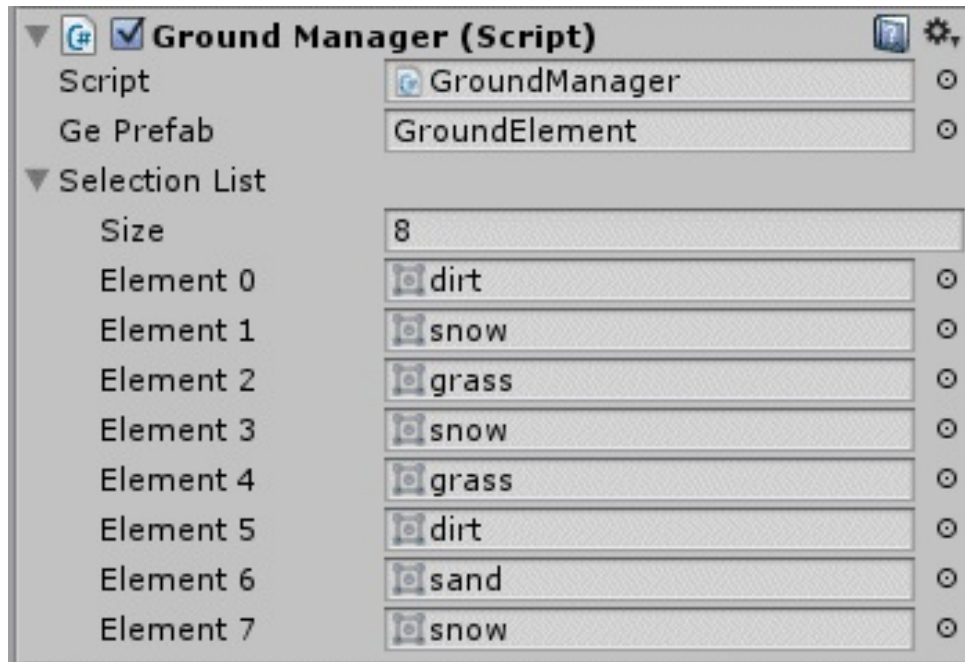 Ground Manager (Script)
Script GroundManager
Ge Prefab GroundElement
Selection List
Size 8
Element 0 dirt
Element 1 snow
Element 2 grass
Element 3 snow
Element 4 grass
Element 5 dirt
Element 6 sand
Element 7 snow